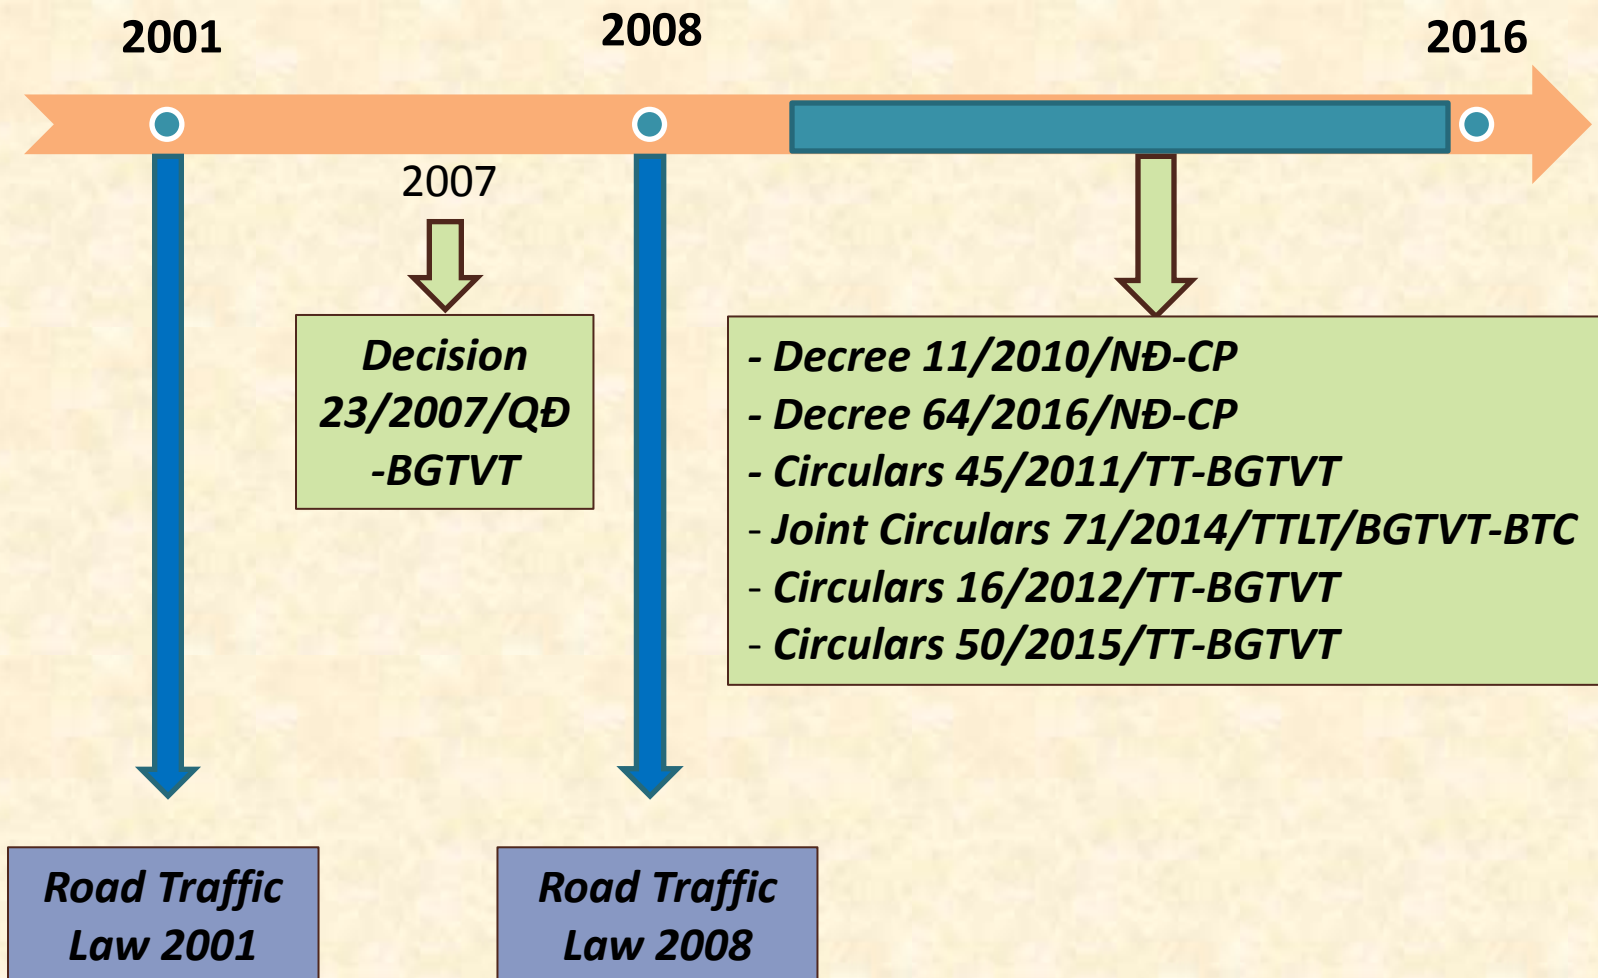 2001
2008
2016
2007
Decision
23/2007/QĐ
-BGTVT
- Decree 11/2010/NĐ-CP
- Decree 64/2016/NĐ-CP
- Circulars 45/2011/TT-BGTVT
- Joint Circulars 71/2014/TTLT/BGTVT-BTC
- Circulars 16/2012/TT-BGTVT
- Circulars 50/2015/TT-BGTVT
Road Traffic
Law 2001
Road Traffic
Law 2008